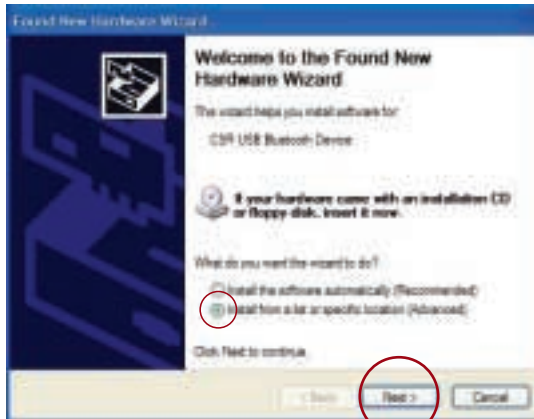 Found New Hardware Wizard
Welcome to the Found New
Hardware Wizard
This wizard helps you install software for:
CSR USB Bluetooth Device
If your hardware came with an installation CD
or floppy disk, insert it now.
What do you want the wizard to do?
Install the software automatically (Recommended)
Install from a list or specific location (Advanced)
Click Next to continue.
< Back
Next >
Cancel